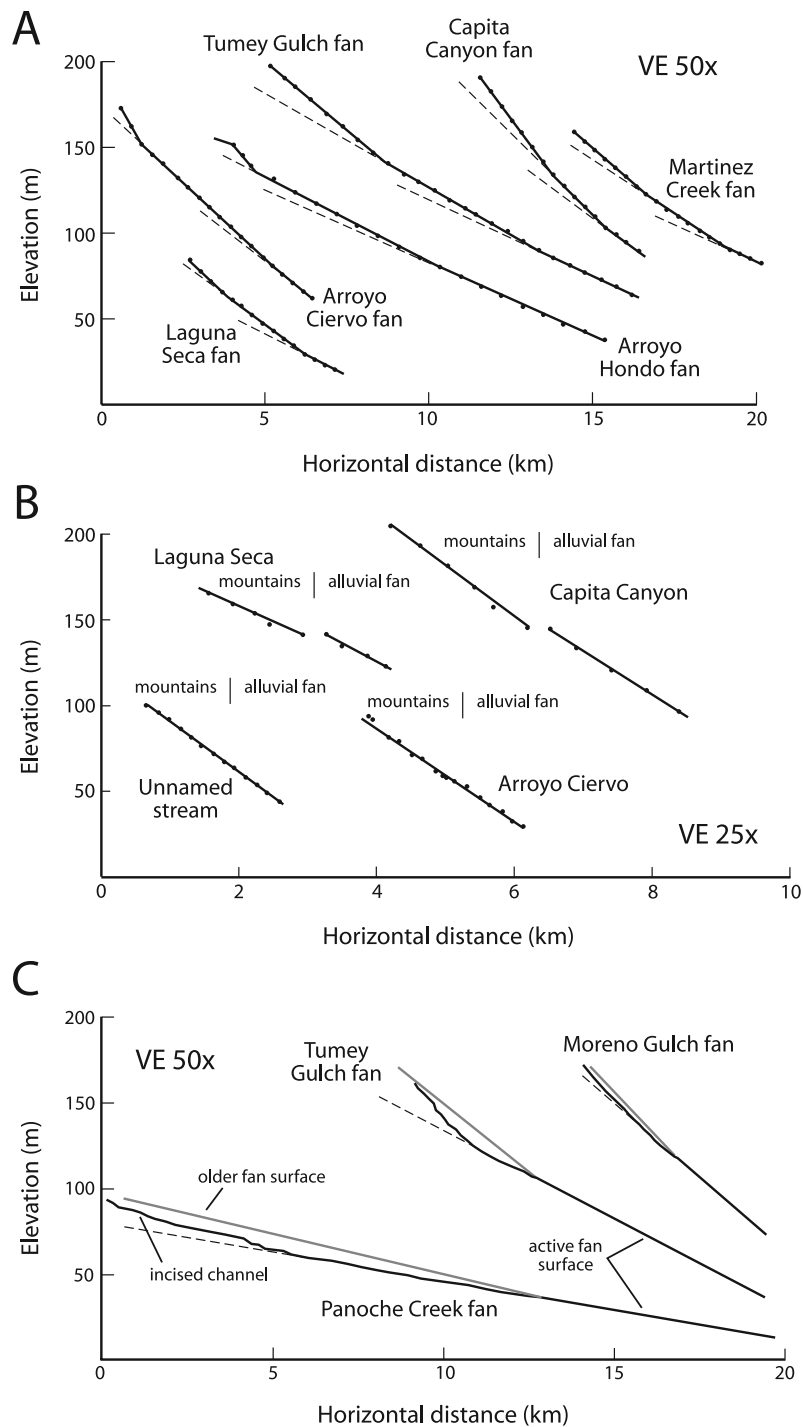 A
Tumey Gulch fan
Capita
Canyon fan
VE 50x
200
150
100
50
Elevation (m)
Martinez
Creek fan
Arroyo
Ciervo fan
Laguna
Seca fan
Arroyo
Hondo fan
0
5
10
15
20
Horizontal distance (km)
B
200
150
100
50
Elevation (m)
Laguna Seca
mountains | alluvial fan
mountains | alluvial fan
Capita Canyon
mountains | alluvial fan
mountains | alluvial fan
Unnamed
stream
Arroyo Ciervo
VE 25x
0
2
4
6
8
10
Horizontal distance (km)
C
200
150
100
50
Elevation (m)
VE 50x
Tumey
Gulch fan
Moreno Gulch fan
older fan surface
incised channel
active fan
surface
Panoche Creek fan
0
5
10
15
20
Horizontal distance (km)